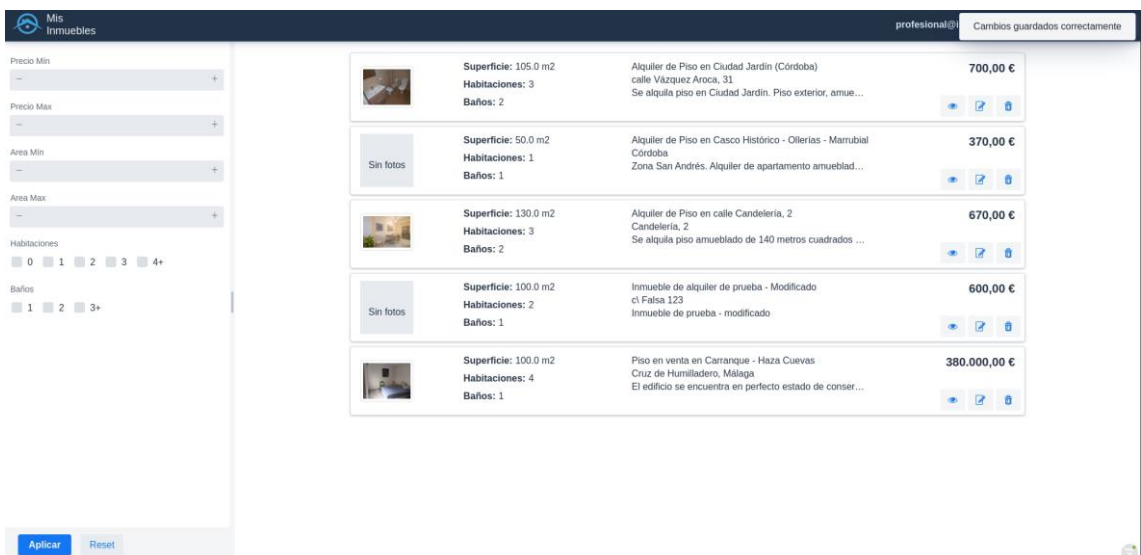 Mis
Inmuebles
profesional@i
Cambios guardados correctamente
Precio Min
Precio Max
Area Min
Area Max
Habitaciones
0 1 2 3 4+
Baños
1 2 3+
Aplicar Reset
Superficie: 105.0 m2
Habitaciones: 3
Baños: 2
Alquiler de Piso en Ciudad Jardín (Córdoba)
calle Vázquez Aroca, 31
Se alquila piso en Ciudad Jardín. Piso exterior, amue…
700,00 €
Sin fotos
Superficie: 50.0 m2
Habitaciones: 1
Baños: 1
Alquiler de Piso en Casco Histórico - Ollerías - Marrubial
Córdoba
Zona San Andrés. Alquiler de apartamento amueblad…
370,00 €
Superficie: 130.0 m2
Habitaciones: 3
Baños: 2
Alquiler de Piso en calle Candelería, 2
Candelería, 2
Se alquila piso amueblado de 140 metros cuadrados …
670,00 €
Sin fotos
Superficie: 100.0 m2
Habitaciones: 2
Baños: 1
Inmueble de alquiler de prueba - Modificado
c\ Falsa 123
Inmueble de prueba - modificado
600,00 €
Superficie: 100.0 m2
Habitaciones: 4
Baños: 1
Piso en venta en Carranque - Haza Cuevas
Cruz de Humilladero, Málaga
El edificio se encuentra en perfecto estado de conser…
380.000,00 €